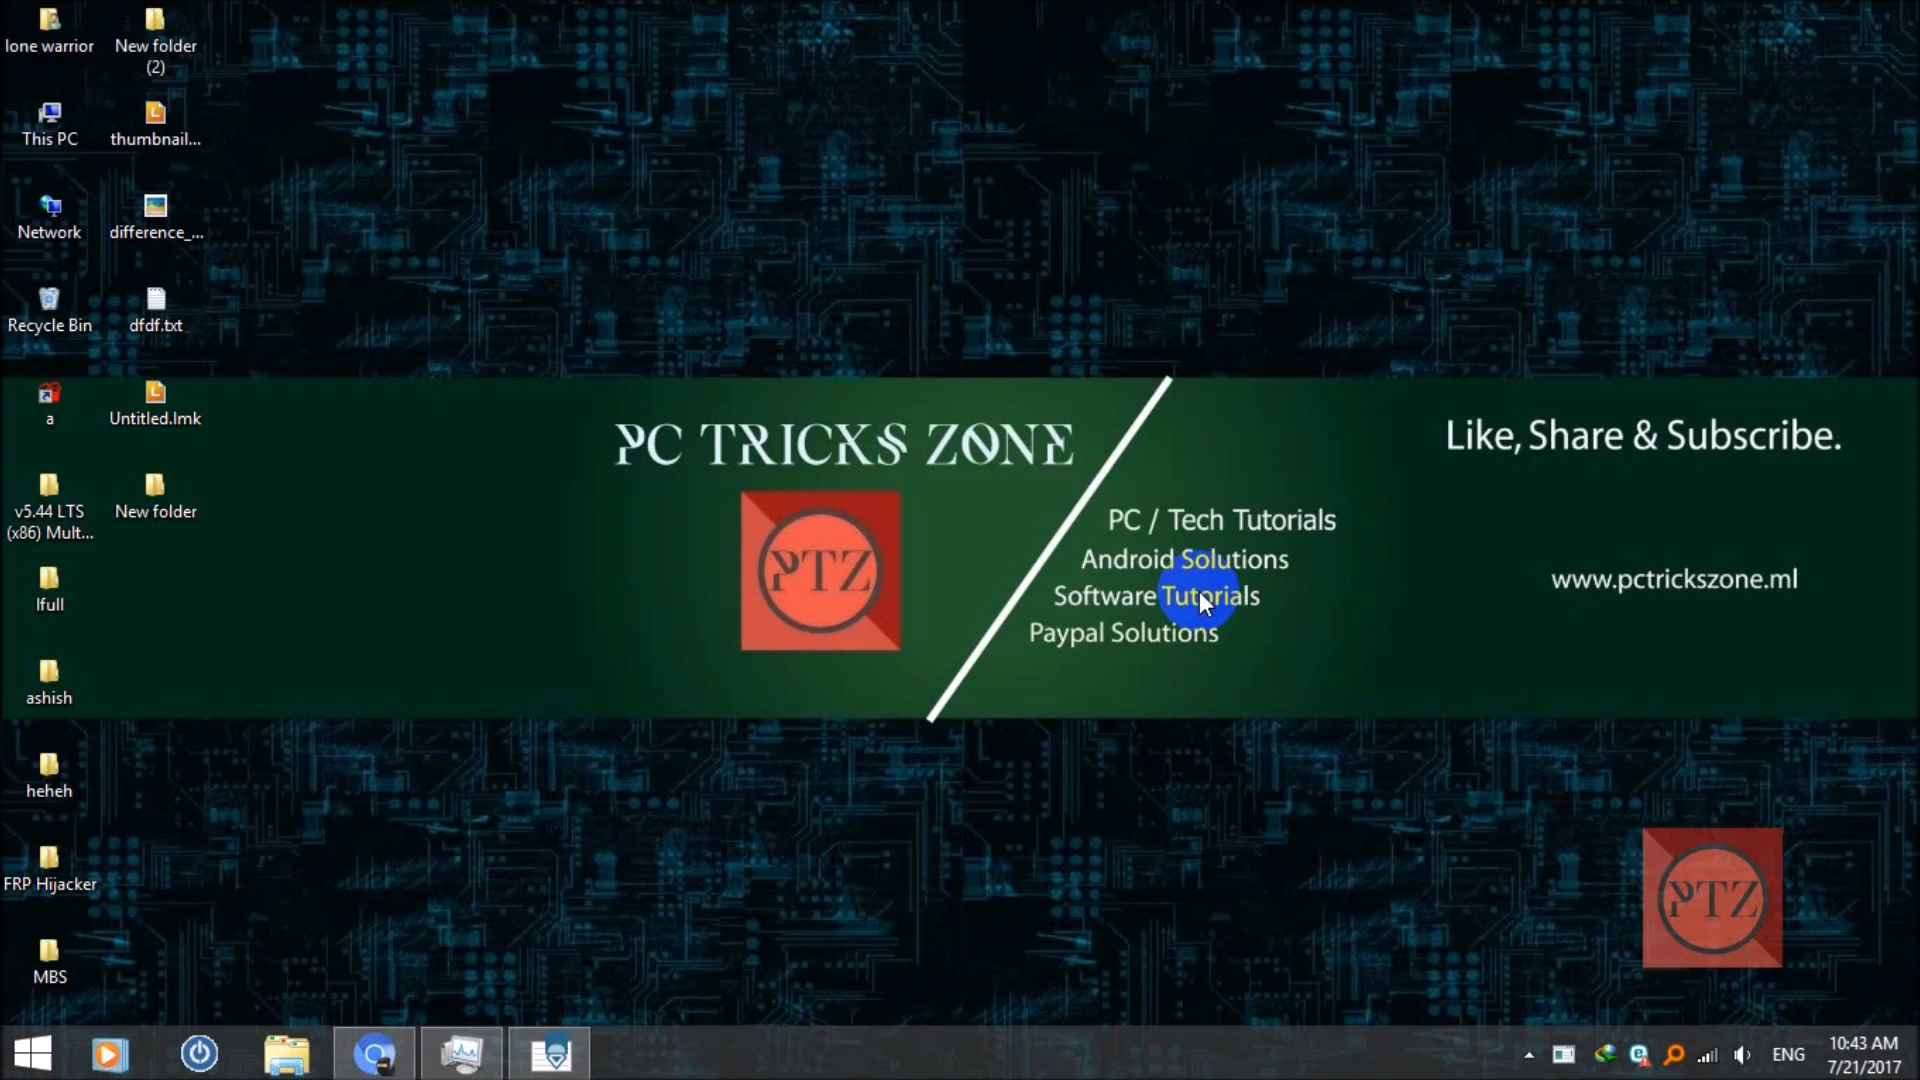 lone warrior
New folder
(2)
This PC
thumbnail...
Network
difference_...
Recycle Bin
dfdf.txt
a
Untitled.lmk
v5.44 LTS
(x86) Mult...
New folder
lfull
ashish
heheh
FRP Hijacker
MBS
PC TRICKS ZONE
PTZ
PC / Tech Tutorials
Android Solutions
Software Tutorials
Paypal Solutions
Like, Share & Subscribe.
www.pctrickszone.ml
PTZ
ENG
10:43 AM
7/21/2017